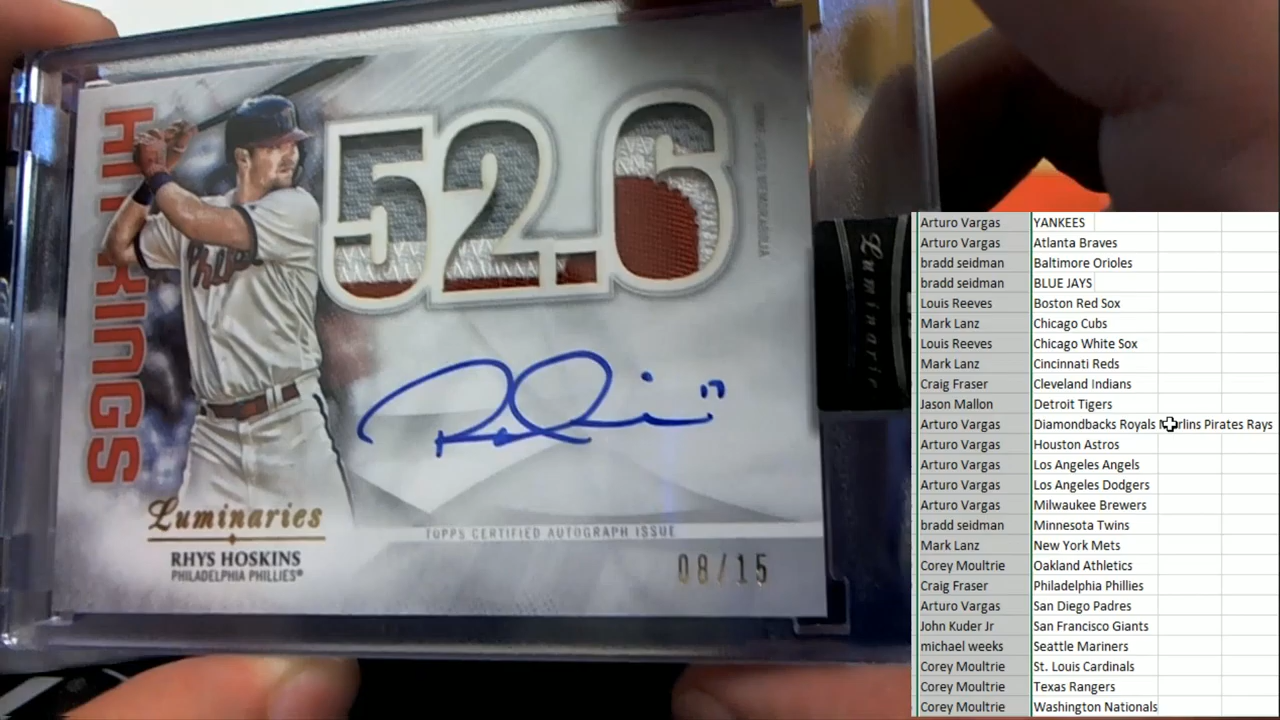 HIT KINGS
52.6
Phillies
17
Luminaries
TOPPS CERTIFIED AUTOGRAPH ISSUE
RHYS HOSKINS
PHILADELPHIA PHILLIES®
08/15
Luminaries
Arturo Vargas YANKEES
Arturo Vargas Atlanta Braves
bradd seidman Baltimore Orioles
bradd seidman BLUE JAYS
Louis Reeves Boston Red Sox
Mark Lanz Chicago Cubs
Louis Reeves Chicago White Sox
Mark Lanz Cincinnati Reds
Craig Fraser Cleveland Indians
Jason Mallon Detroit Tigers
Arturo Vargas Diamondbacks Royals Marlins Pirates Rays
Arturo Vargas Houston Astros
Arturo Vargas Los Angeles Angels
Arturo Vargas Los Angeles Dodgers
Arturo Vargas Milwaukee Brewers
bradd seidman Minnesota Twins
Mark Lanz New York Mets
Corey Moultrie Oakland Athletics
Craig Fraser Philadelphia Phillies
Arturo Vargas San Diego Padres
John Kuder Jr San Francisco Giants
michael weeks Seattle Mariners
Corey Moultrie St. Louis Cardinals
Corey Moultrie Texas Rangers
Corey Moultrie Washington Nationals